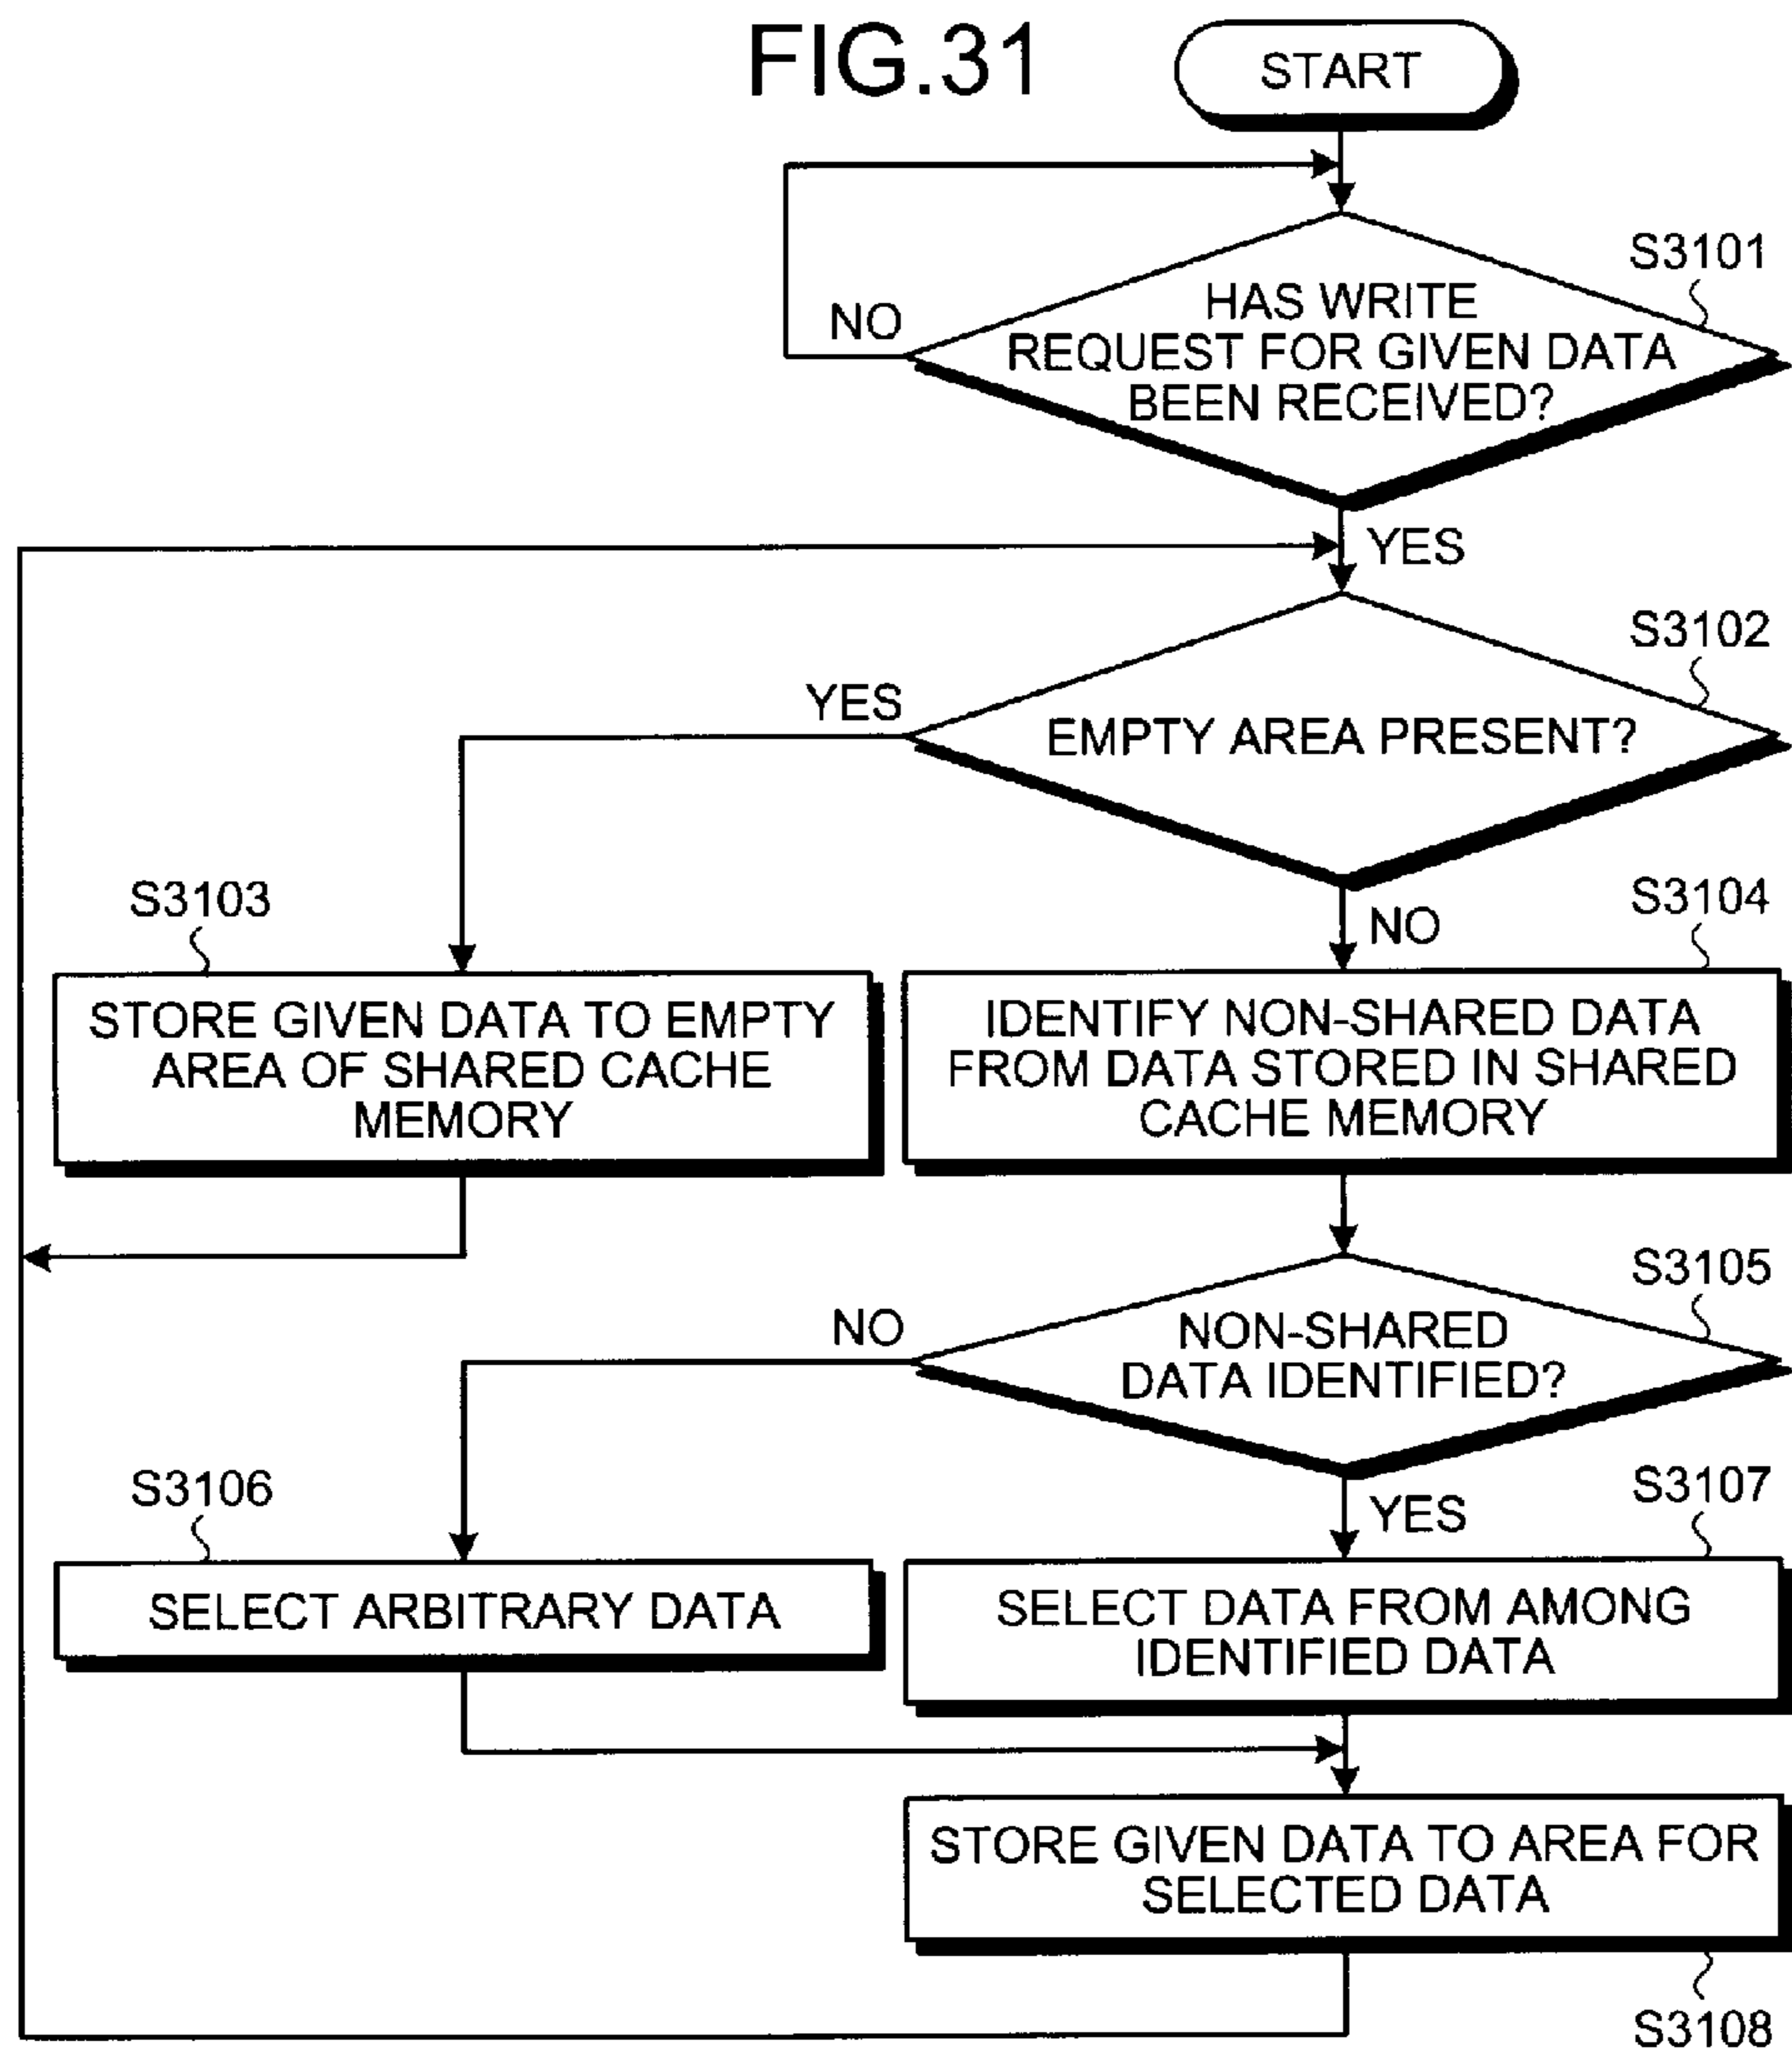 FIG.31
START
S3101
HAS WRITE
REQUEST FOR GIVEN DATA
BEEN RECEIVED?
NO
YES
S3102
YES
EMPTY AREA PRESENT?
NO
S3103
STORE GIVEN DATA TO EMPTY
AREA OF SHARED CACHE
MEMORY
S3104
IDENTIFY NON-SHARED DATA
FROM DATA STORED IN SHARED
CACHE MEMORY
S3105
NO
NON-SHARED
DATA IDENTIFIED?
YES
S3106
SELECT ARBITRARY DATA
S3107
SELECT DATA FROM AMONG
IDENTIFIED DATA
STORE GIVEN DATA TO AREA FOR
SELECTED DATA
S3108